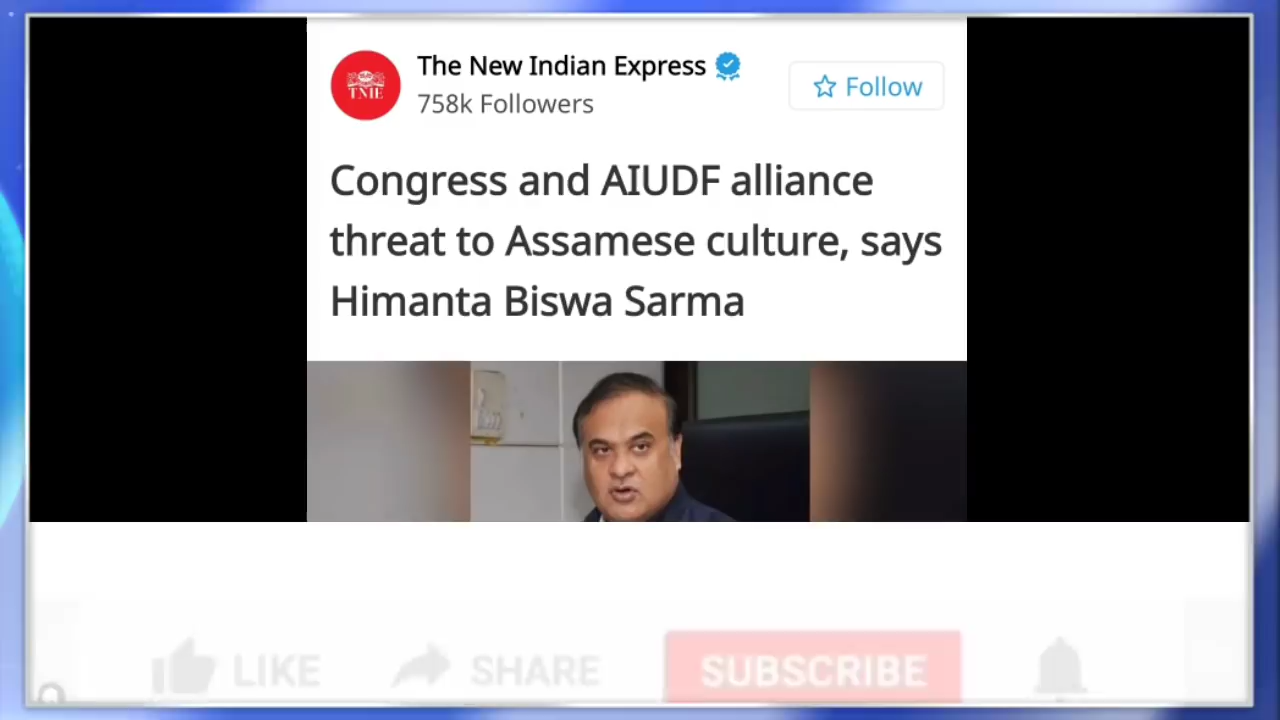 The New Indian Express
758k Followers
TNIE
Follow
Congress and AIUDF alliance
threat to Assamese culture, says
Himanta Biswa Sarma
LIKE
SHARE
SUBSCRIBE